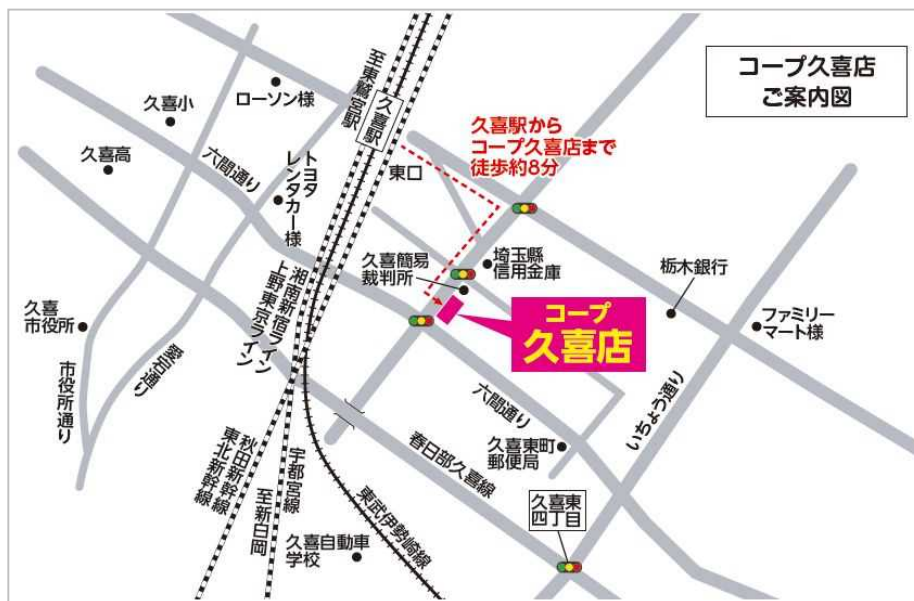 コープ久喜店
ご案内図
至東鷲宮駅
久喜駅
久喜小
ローソン様
久喜高
六間通り
トヨタ
レンタカー様
東口
久喜駅から
コープ久喜店まで
徒歩約8分
久喜簡易
裁判所
埼玉縣
信用金庫
栃木銀行
ファミリー
マート様
コープ
久喜店
久喜
市役所
市役所通り
愛宕通り
湘南新宿ライン
上野東京ライン
六間通り
いちょう通り
久喜東町
郵便局
春日部久喜線
久喜東
四丁目
秋田新幹線
東北新幹線
宇都宮線
至新白岡
東武伊勢崎線
久喜自動車
学校